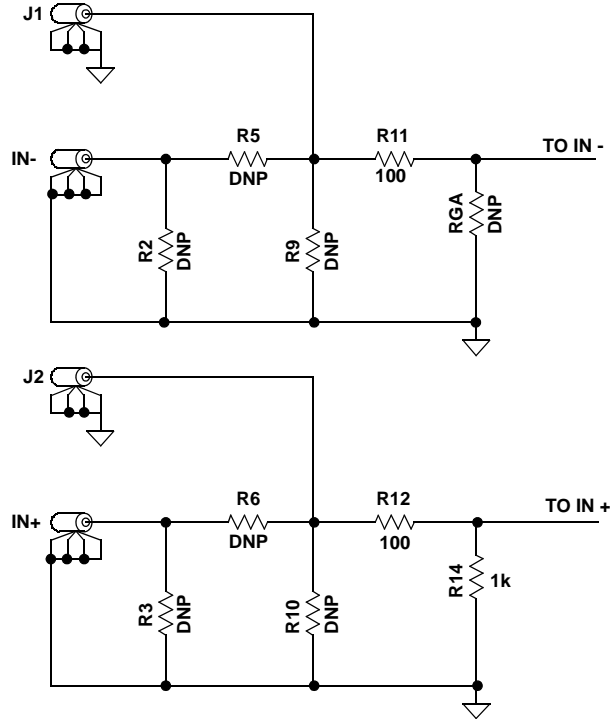 J1
R5
R11
TO IN -
IN-
DNP
100
R2
DNP
R9
DNP
RGA
DNP
J2
R6
R12
TO IN +
IN+
DNP
100
R3
DNP
R10
DNP
R14
1k